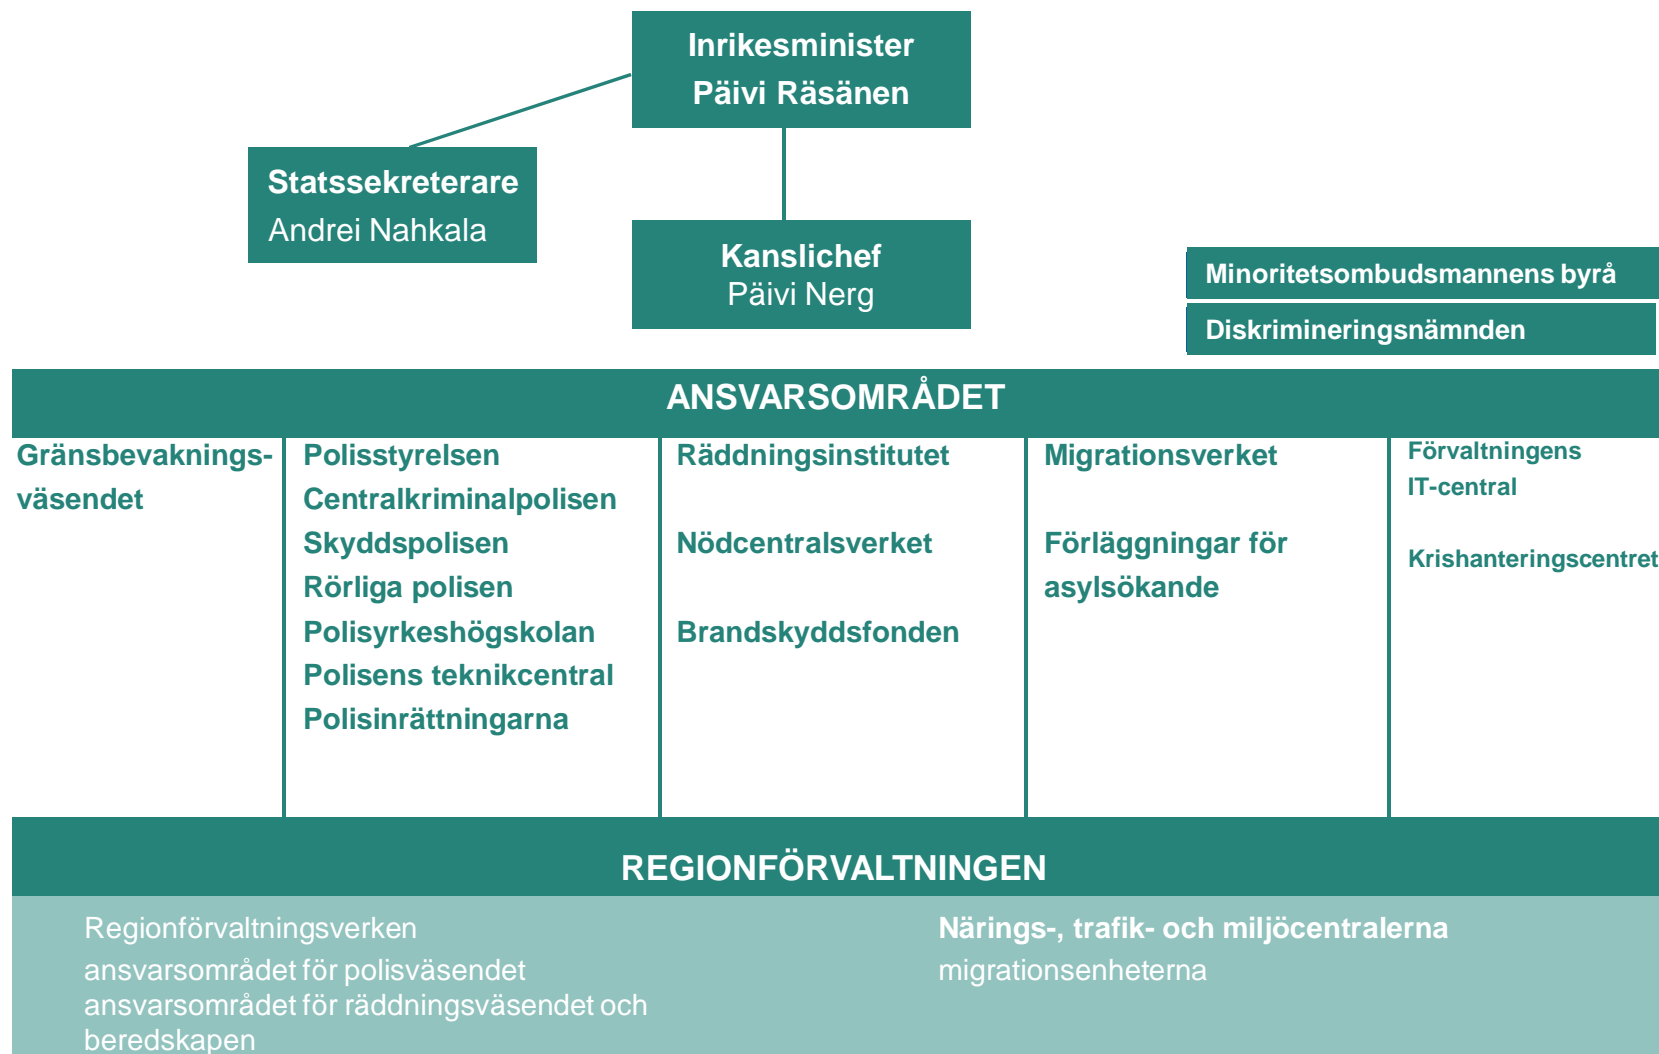 Inrikesminister
Päivi Räsänen
Statssekreterare
Andrei Nahkala
Kanslichef
Päivi Nerg
Minoritetsombudsmannens byrå
Diskrimineringsnämnden
ANSVARSOMRÅDET
Gränsbevaknings-
väsendet
Polisstyrelsen
Centralkriminalpolisen
Skyddspolisen
Rörliga polisen
Polisyrkeshögskolan
Polisens teknikcentral
Polisinrättningarna
Räddningsinstitutet
Nödcentralsverket
Brandskyddsfonden
Migrationsverket
Förläggningar för
asylsökande
Förvaltningens
IT-central
Krishanteringscentret
REGIONFÖRVALTNINGEN
Regionförvaltningsverken
ansvarsområdet för polisväsendet
ansvarsområdet för räddningsväsendet och
beredskapen
Närings-, trafik- och miljöcentralerna
migrationsenheterna